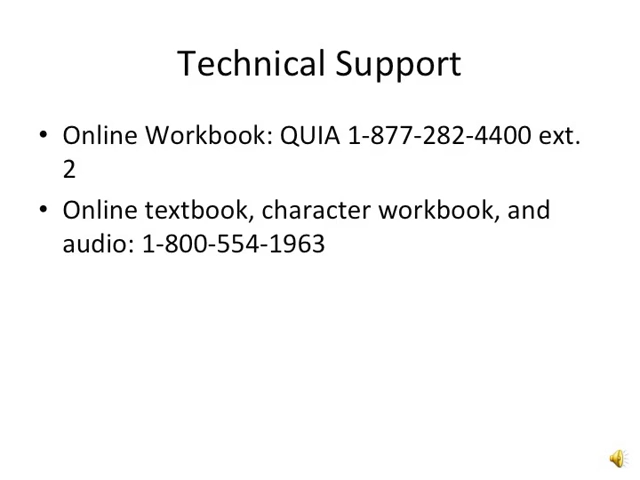 Technical Support
• Online Workbook: QUIA 1-877-282-4400 ext.
2
• Online textbook, character workbook, and
audio: 1-800-554-1963